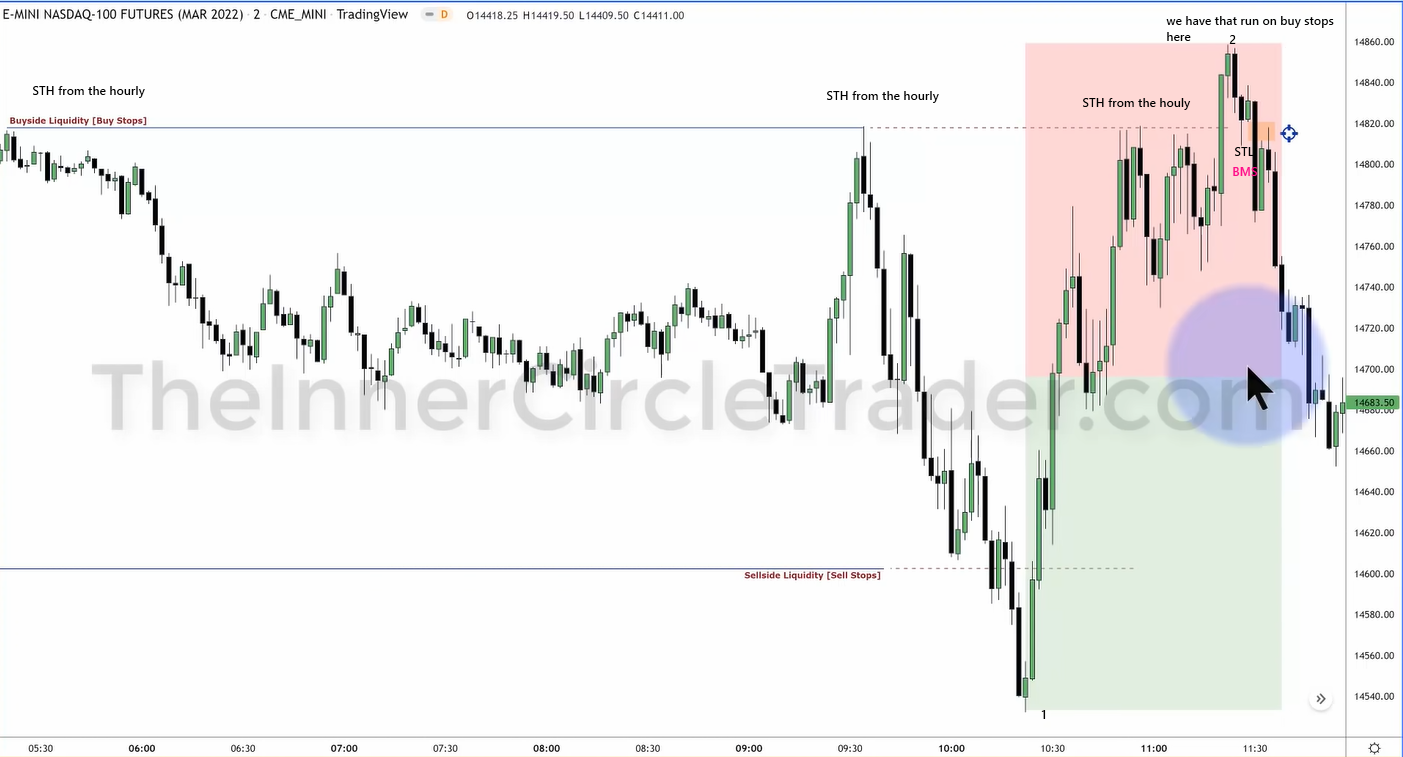 E-MINI NASDAQ-100 FUTURES (MAR 2022) · 2 · CME_MINI · TradingView D O14418.25 H14419.50 L14409.50 C14411.00
we have that run on buy stops
here
2
14860.00
14840.00
STH from the hourly
STH from the hourly
STH from the houly
Buyside Liquidity [Buy Stops]
14820.00
STL
14800.00
BMS
14780.00
14760.00
14740.00
14720.00
14700.00
TheInnerCircleTrader.com
14683.50
14680.00
14660.00
14640.00
14620.00
14600.00
Sellside Liquidity [Sell Stops]
14580.00
14560.00
14540.00
1
05:30 06:00 06:30 07:00 07:30 08:00 08:30 09:00 09:30 10:00 10:30 11:00 11:30